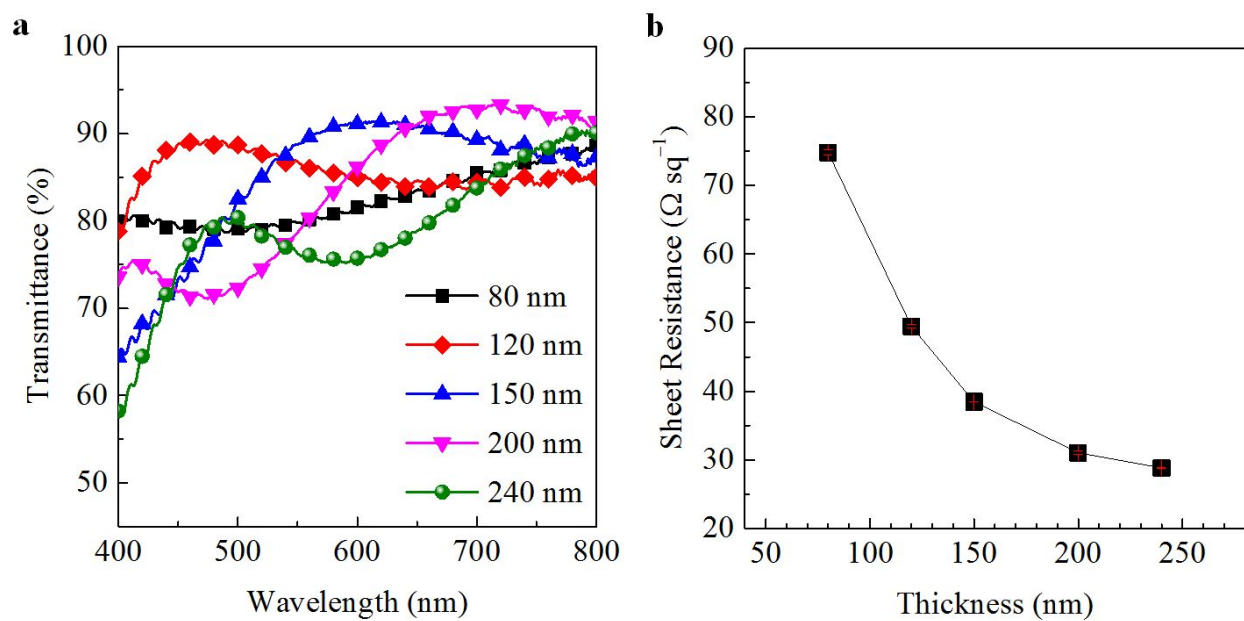 a
100
90
80
70
60
50
Transmittance (%)
80 nm
120 nm
150 nm
200 nm
240 nm
400 500 600 700 800
Wavelength (nm)
b
90
80
70
60
50
40
30
20
Sheet Resistance (Ω sq⁻¹)
50 100 150 200 250
Thickness (nm)